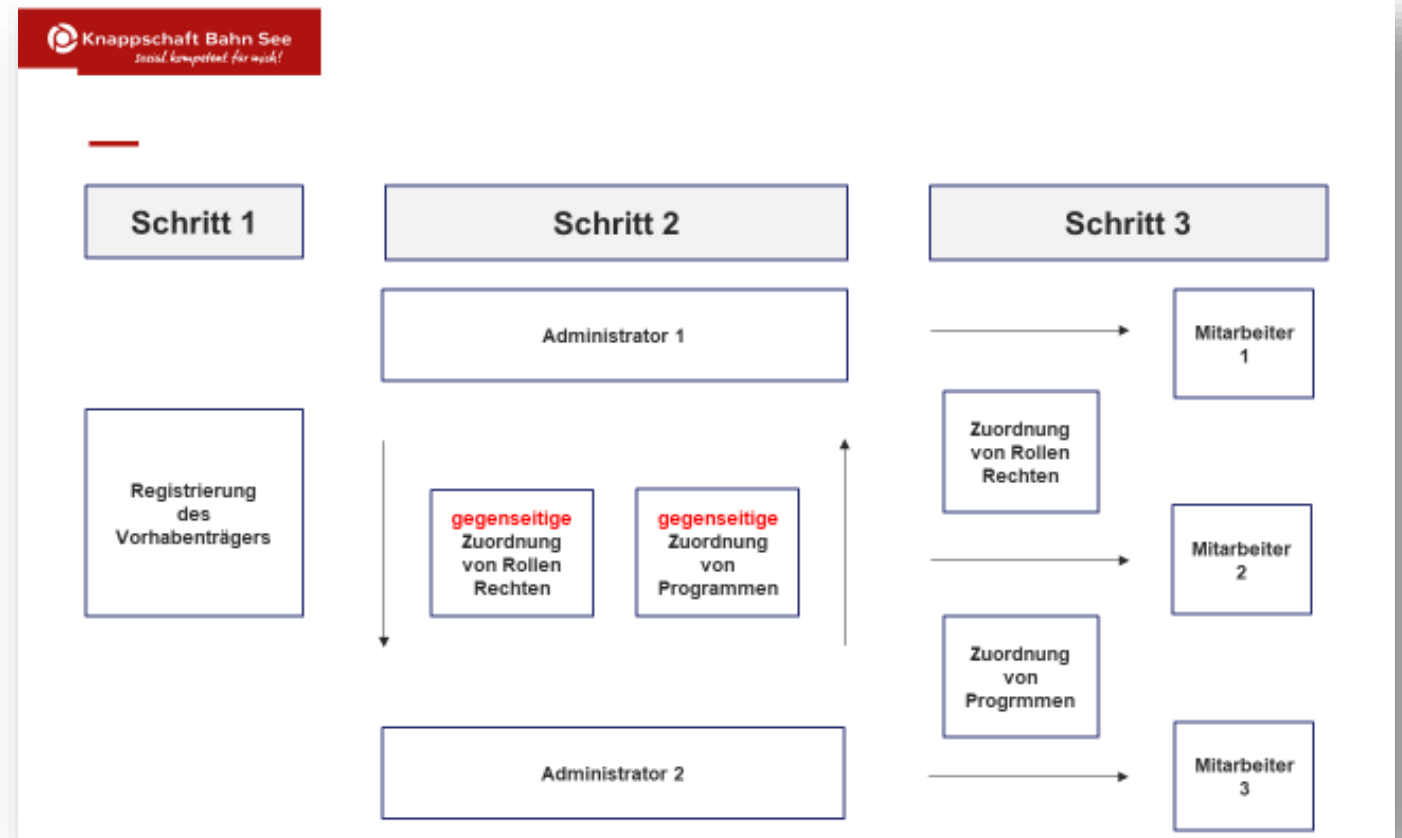 Knappschaft Bahn See
sozial kompetent für mich!
Schritt 1
Schritt 2
Schritt 3
Registrierung
des
Vorhabenträgers
Administrator 1
gegenseitige
Zuordnung
von Rollen
Rechten
gegenseitige
Zuordnung
von
Programmen
Administrator 2
Mitarbeiter
1
Zuordnung
von Rollen
Rechten
Mitarbeiter
2
Zuordnung
von
Progrmmen
Mitarbeiter
3